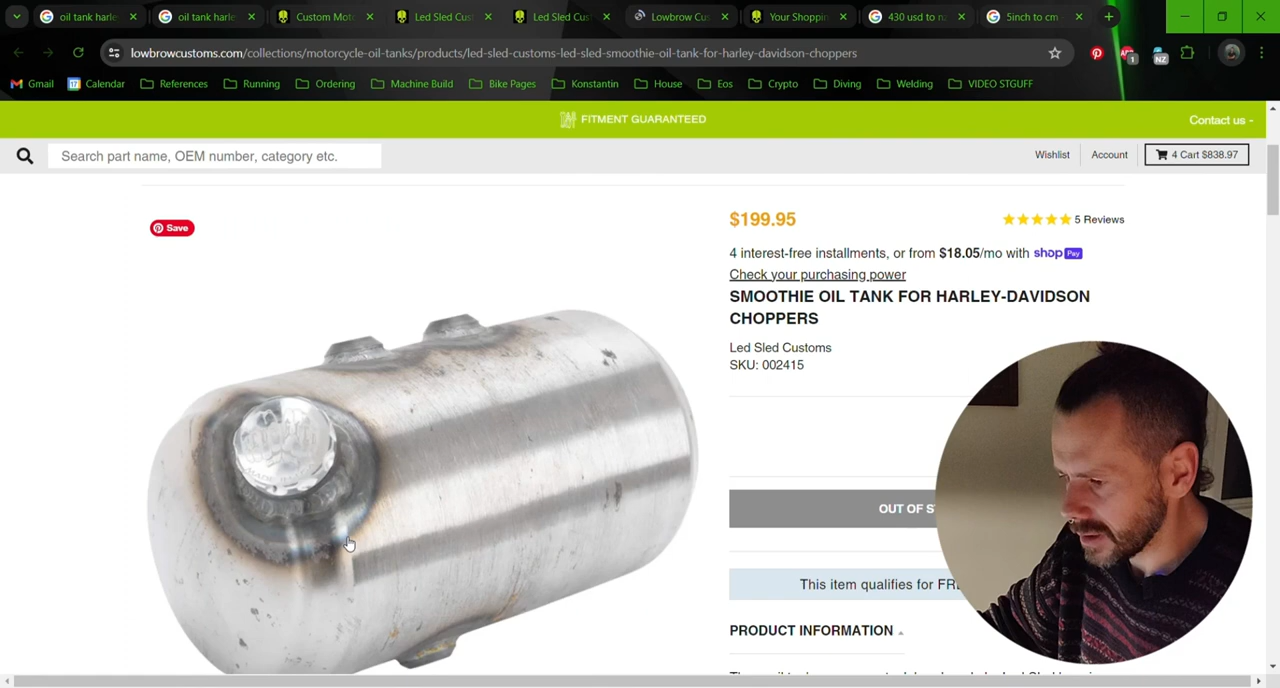 oil tank harle
oil tank harle
Custom Mot
Led Sled Cus
Led Sled Cus
Lowbrow Cu
Your Shoppin
430 usd to n
5inch to cm
lowbrowcustoms.com/collections/motorcycle-oil-tanks/products/led-sled-customs-led-sled-smoothie-oil-tank-for-harley-davidson-choppers
1
NZ
Gmail
Calendar
References
Running
Ordering
Machine Build
Bike Pages
Konstantin
House
Eos
Crypto
Diving
Welding
VIDEO STGUFF
FITMENT GUARANTEED
Contact us -
Search part name, OEM number, category etc.
Wishlist
Account
4 Cart $838.97
Save
$199.95
5 Reviews
4 interest-free installments, or from $18.05/mo with shop Pay
Check your purchasing power
SMOOTHIE OIL TANK FOR HARLEY-DAVIDSON
CHOPPERS
Led Sled Customs
SKU: 002415
OUT OF S
This item qualifies for FRE
PRODUCT INFORMATION